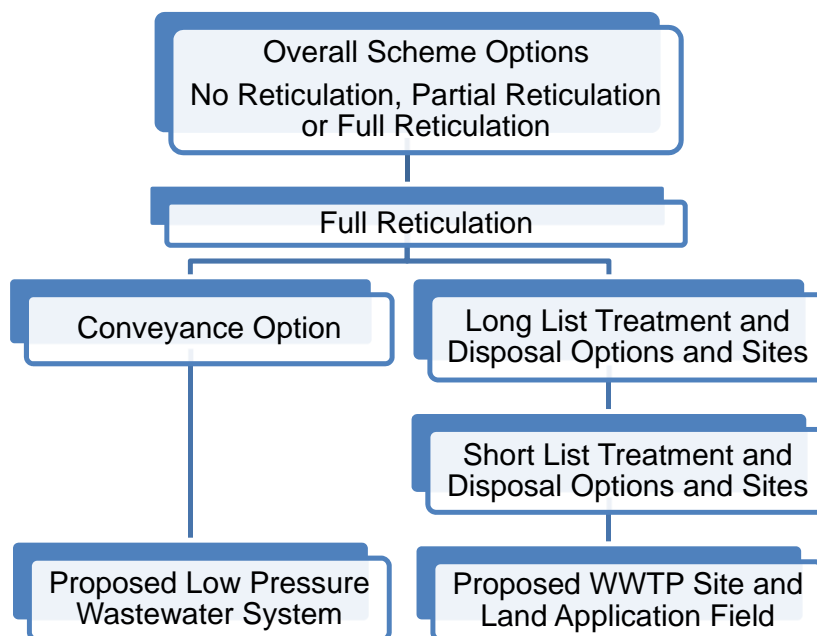 Overall Scheme Options
No Reticulation, Partial Reticulation
or Full Reticulation
Full Reticulation
Conveyance Option
Long List Treatment and
Disposal Options and Sites
Short List Treatment and
Disposal Options and Sites
Proposed Low Pressure
Wastewater System
Proposed WWTP Site and
Land Application Field